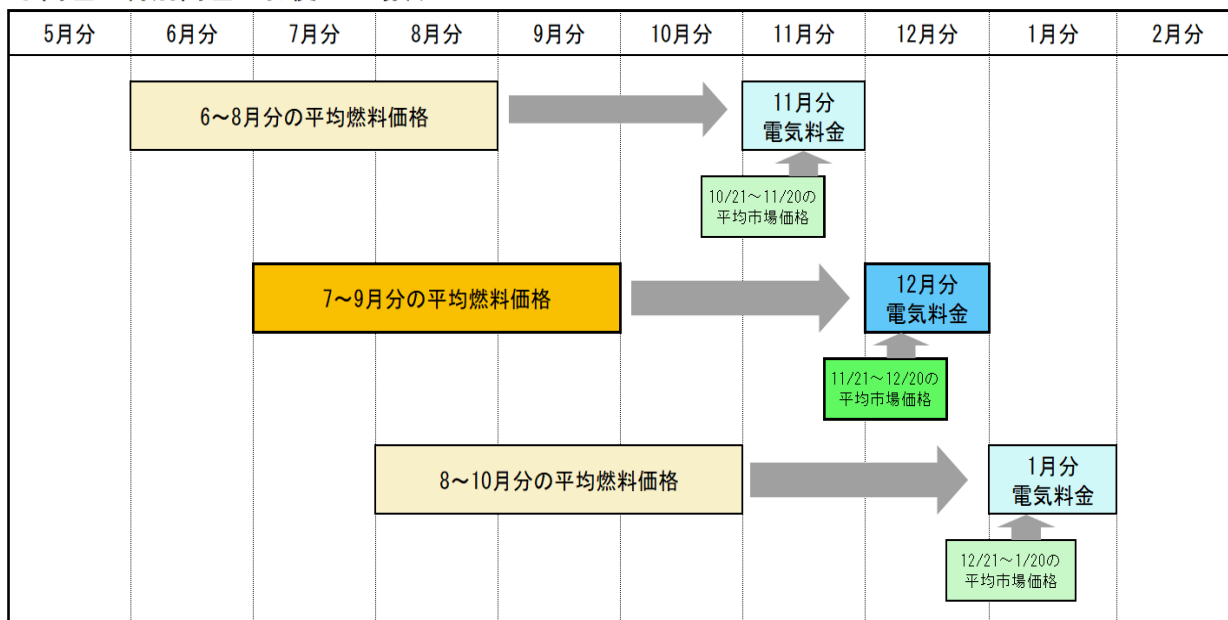 5月分 6月分 7月分 8月分 9月分 10月分 11月分 12月分 1月分 2月分
6～8月分の平均燃料価格
11月分
電気料金
10/21～11/20の
平均市場価格
7～9月分の平均燃料価格
12月分
電気料金
11/21～12/20の
平均市場価格
8～10月分の平均燃料価格
1月分
電気料金
12/21～1/20の
平均市場価格